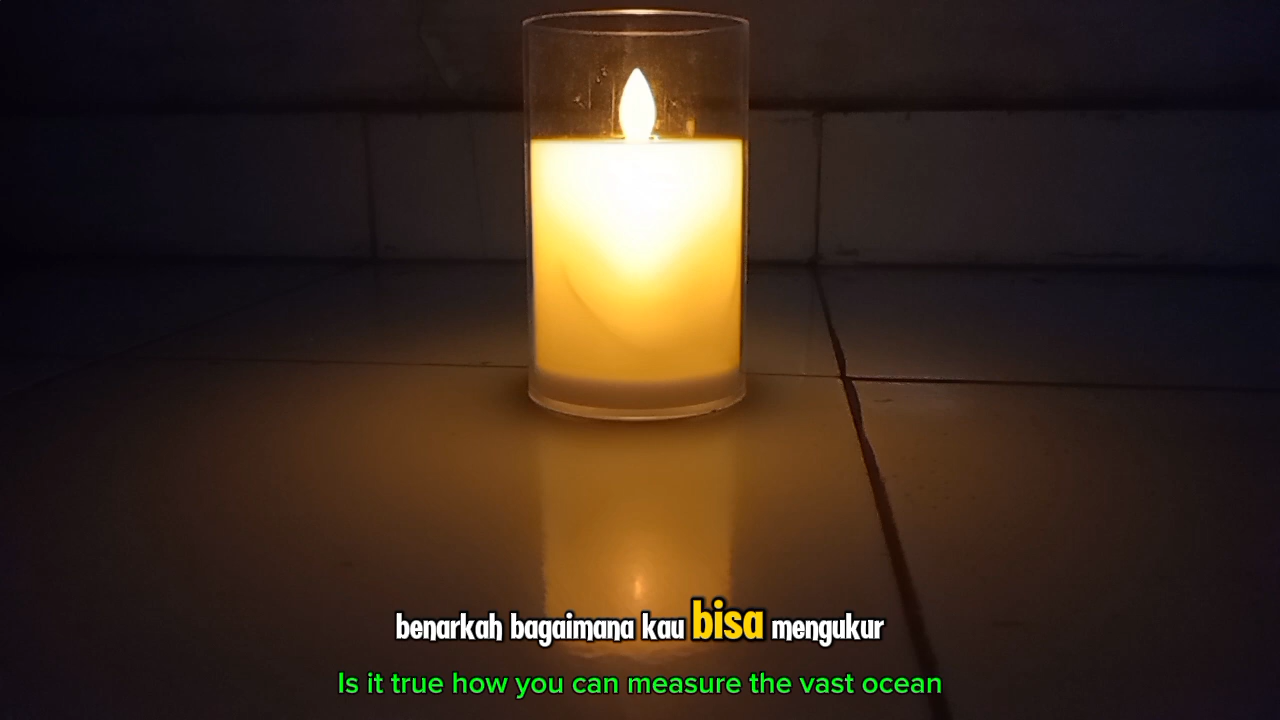 benarkah bagaimana kau bisa mengukur
Is it true how you can measure the vast ocean